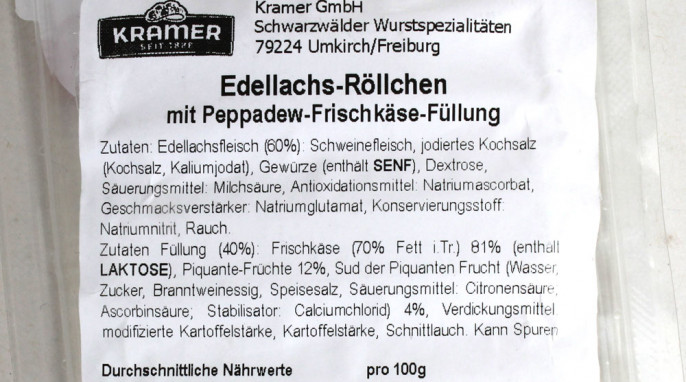 Kramer GmbH
KRAMER
Schwarzwälder Wurstspezialitäten
79224 Umkirch/Freiburg
Edellachs-Röllchen
mit Peppadew-Frischkäse-Füllung
Zutaten: Edellachsfleisch (60%): Schweinefleisch, jodiertes Kochsalz
(Kochsalz, Kaliumjodat), Gewürze (enthält SENF), Dextrose,
Säuerungsmittel: Milchsäure, Antioxidationsmittel: Natriumascorbat,
Geschmacksverstärker: Natriumglutamat, Konservierungsstoff:
Natriumnitrit, Rauch.
Zutaten Füllung (40%): Frischkäse (70% Fett i.Tr.) 81% (enthält
LAKTOSE), Piquante-Früchte 12%, Sud der Piquanten Frucht (Wasser,
Zucker, Branntweinessig, Speisesalz, Säuerungsmittel: Citronensäure,
Ascorbinsäure; Stabilisator: Calciumchlorid) 4%, Verdickungsmittel:
modifizierte Kartoffelstärke, Kartoffelstärke, Schnittlauch. Kann Spuren
Durchschnittliche Nährwerte pro 100g